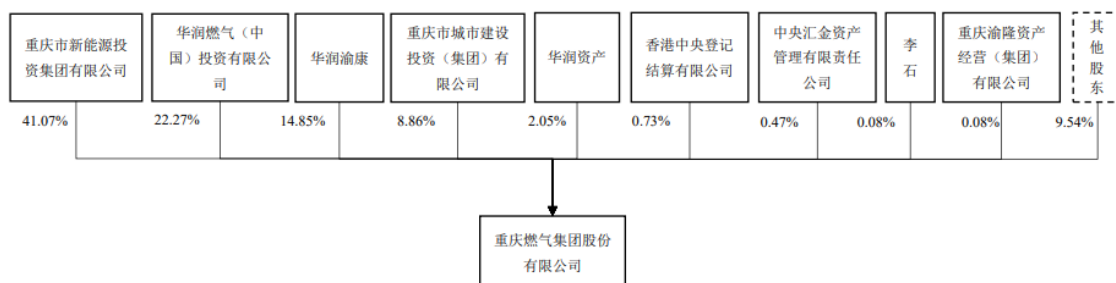 重庆市新能源投
资集团有限公司
华润燃气（中
国）投资有限公
司
华润渝康
重庆市城市建设
投资（集团）有
限公司
华润资产
香港中央登记
结算有限公司
中央汇金资产
管理有限责任
公司
李
石
重庆渝隆资产
经营（集团）
有限公司
其
他
股
东
41.07%
22.27%
14.85%
8.86%
2.05%
0.73%
0.47%
0.08%
0.08%
9.54%
重庆燃气集团股份
有限公司